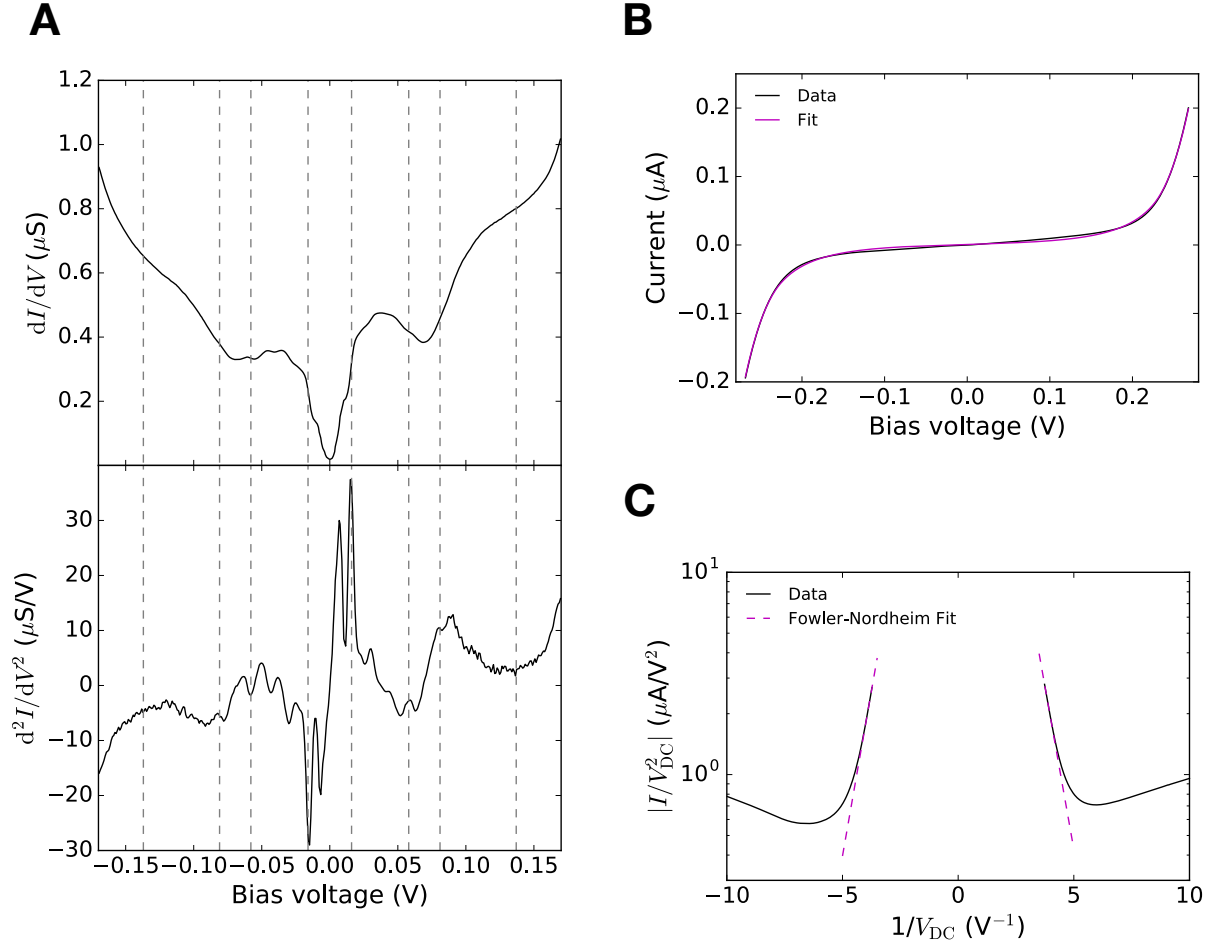 A
1.2
1.0
0.8
0.6
0.4
0.2
dI/dV (μS)
30
20
10
0
−10
−20
−30
d²I/dV² (μS/V)
−0.15 −0.10 −0.05 0.00 0.05 0.10 0.15
Bias voltage (V)
B
Data
Fit
0.2
0.1
0.0
−0.1
−0.2
Current (μA)
−0.2 −0.1 0.0 0.1 0.2
Bias voltage (V)
C
Data
Fowler-Nordheim Fit
10¹
10⁰
|I/V²DC| (μA/V²)
−10 −5 0 5 10
1/VDC (V⁻¹)